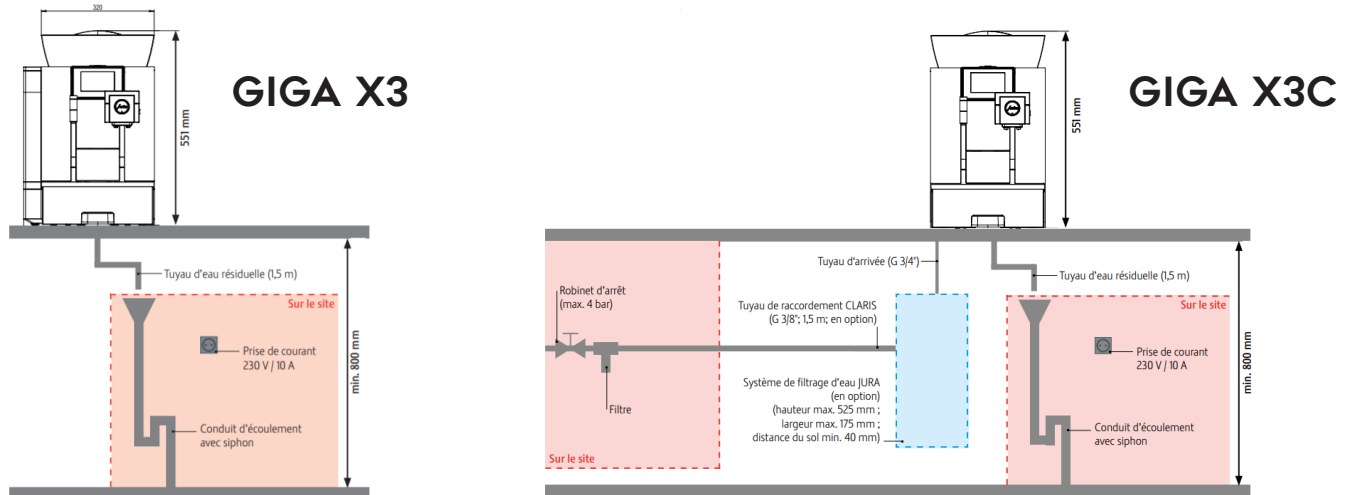 320
GIGA X3
551 mm
Tuyau d'eau résiduelle (1,5 m)
Sur le site
Prise de courant
230 V / 10 A
min. 800 mm
Conduit d'écoulement
avec siphon
GIGA X3C
551 mm
Tuyau d'arrivée (G 3/4")
Tuyau d'eau résiduelle (1,5 m)
Robinet d'arrêt
(max. 4 bar)
Tuyau de raccordement CLARIS
(G 3/8"; 1,5 m; en option)
Sur le site
Prise de courant
230 V / 10 A
min. 800 mm
Système de filtrage d'eau JURA
(en option)
(hauteur max. 525 mm ;
largeur max. 175 mm ;
distance du sol min. 40 mm)
Filtre
Conduit d'écoulement
avec siphon
Sur le site